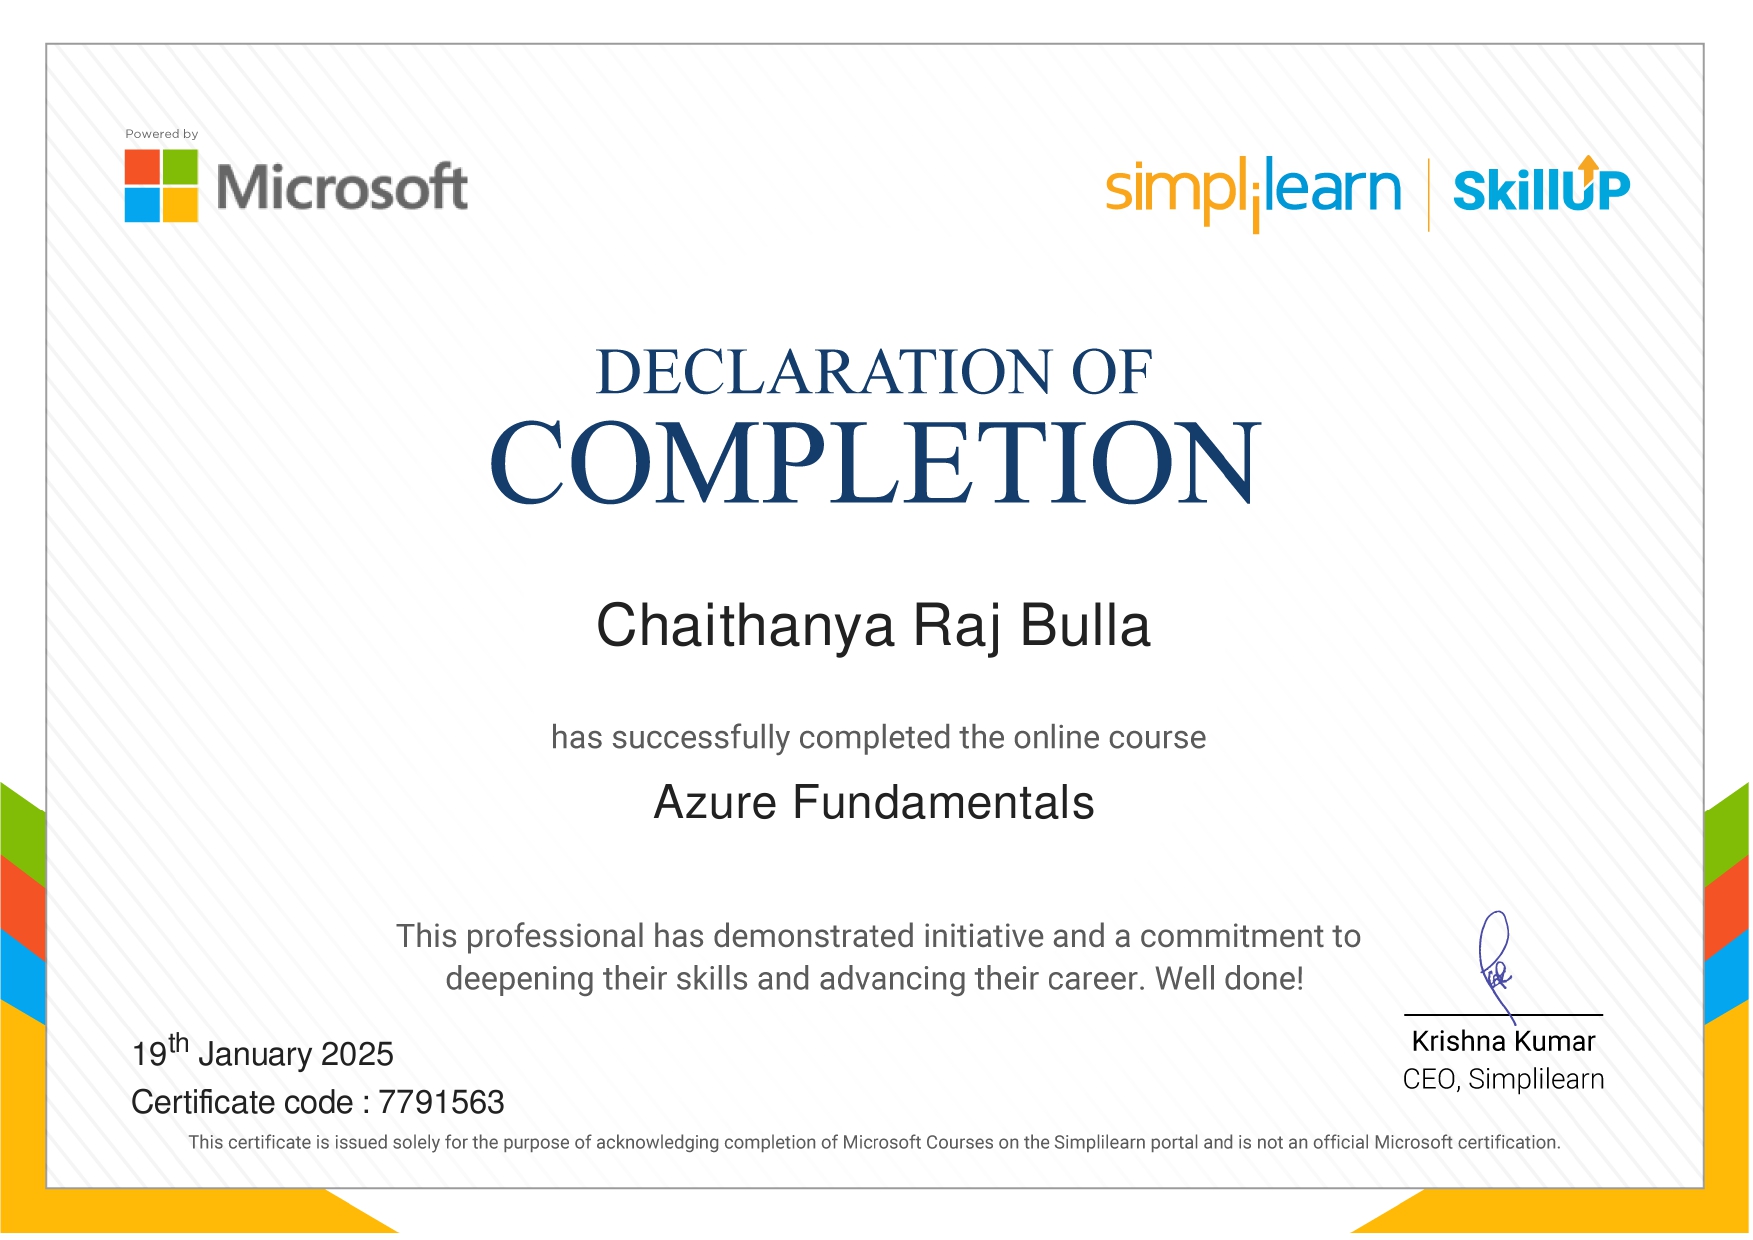 Powered by
Microsoft
simplilearn | SkillUP
DECLARATION OF
COMPLETION
Chaithanya Raj Bulla
has successfully completed the online course
Azure Fundamentals
This professional has demonstrated initiative and a commitment to
deepening their skills and advancing their career. Well done!
19th January 2025
Certificate code : 7791563
Krishna Kumar
CEO, Simplilearn
This certificate is issued solely for the purpose of acknowledging completion of Microsoft Courses on the Simplilearn portal and is not an official Microsoft certification.